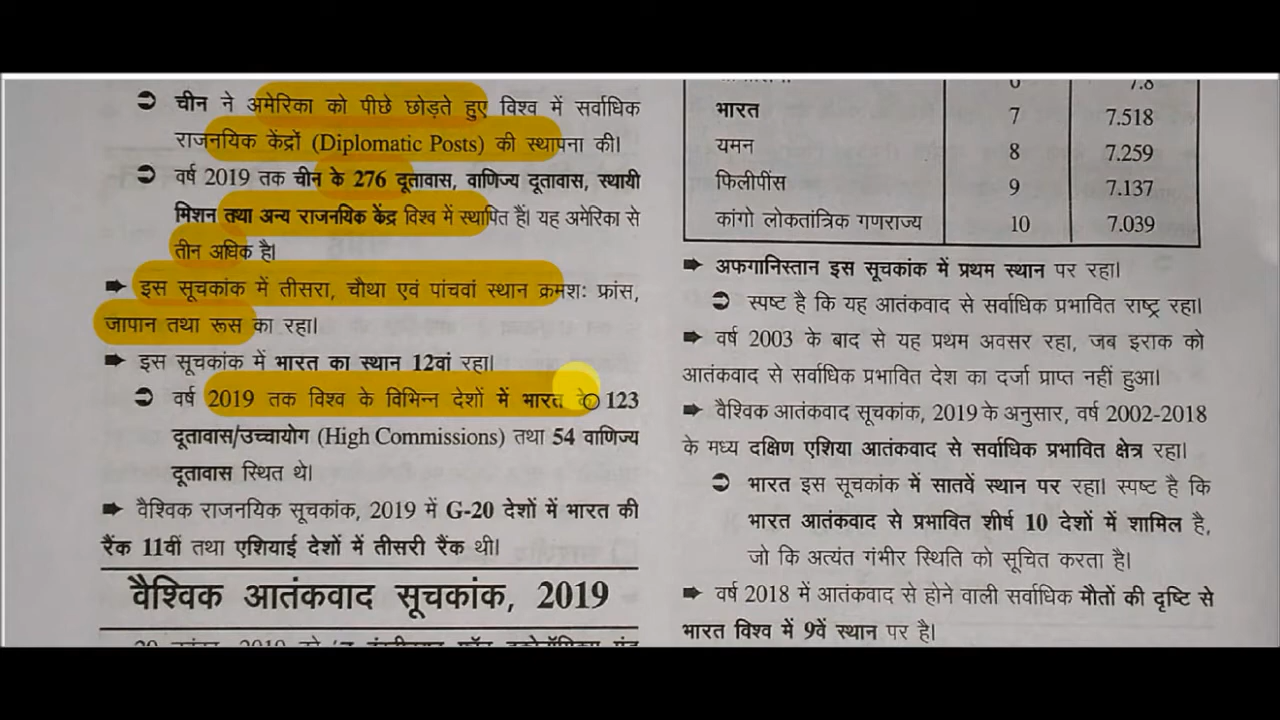 चीन ने अमेरिका को पीछे छोड़ते हुए विश्व में सर्वाधिक
राजनयिक केंद्रों (Diplomatic Posts) की स्थापना की।
वर्ष 2019 तक चीन के 276 दूतावास, वाणिज्य दूतावास, स्थायी
मिशन तथा अन्य राजनयिक केंद्र विश्व में स्थापित हैं। यह अमेरिका से
तीन अधिक है।
इस सूचकांक में तीसरा, चौथा एवं पांचवां स्थान क्रमशः फ्रांस,
जापान तथा रूस का रहा।
इस सूचकांक में भारत का स्थान 12वां रहा।
वर्ष 2019 तक विश्व के विभिन्न देशों में भारत के 123
दूतावास/उच्चायोग (High Commissions) तथा 54 वाणिज्य
दूतावास स्थित थे।
वैश्विक राजनयिक सूचकांक, 2019 में G-20 देशों में भारत की
रैंक 11वीं तथा एशियाई देशों में तीसरी रैंक थी।
वैश्विक आतंकवाद सूचकांक, 2019
6 7.8
भारत 7 7.518
यमन 8 7.259
फिलीपींस 9 7.137
कांगो लोकतांत्रिक गणराज्य 10 7.039
अफगानिस्तान इस सूचकांक में प्रथम स्थान पर रहा।
स्पष्ट है कि यह आतंकवाद से सर्वाधिक प्रभावित राष्ट्र रहा।
वर्ष 2003 के बाद से यह प्रथम अवसर रहा, जब इराक को
आतंकवाद से सर्वाधिक प्रभावित देश का दर्जा प्राप्त नहीं हुआ।
वैश्विक आतंकवाद सूचकांक, 2019 के अनुसार, वर्ष 2002-2018
के मध्य दक्षिण एशिया आतंकवाद से सर्वाधिक प्रभावित क्षेत्र रहा।
भारत इस सूचकांक में सातवें स्थान पर रहा। स्पष्ट है कि
भारत आतंकवाद से प्रभावित शीर्ष 10 देशों में शामिल है,
जो कि अत्यंत गंभीर स्थिति को सूचित करता है।
वर्ष 2018 में आतंकवाद से होने वाली सर्वाधिक मौतों की दृष्टि से
भारत विश्व में 9वें स्थान पर है।